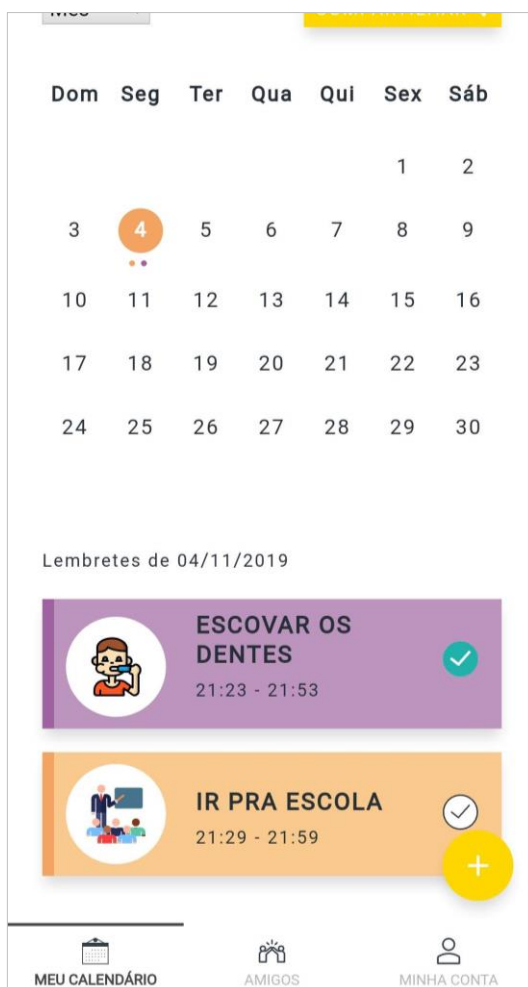 Dom Seg Ter Qua Qui Sex Sáb
1 2
3 4 5 6 7 8 9
10 11 12 13 14 15 16
17 18 19 20 21 22 23
24 25 26 27 28 29 30
Lembretes de 04/11/2019
ESCOVAR OS
DENTES
21:23 - 21:53
IR PRA ESCOLA
21:29 - 21:59
+
MEU CALENDÁRIO AMIGOS MINHA CONTA